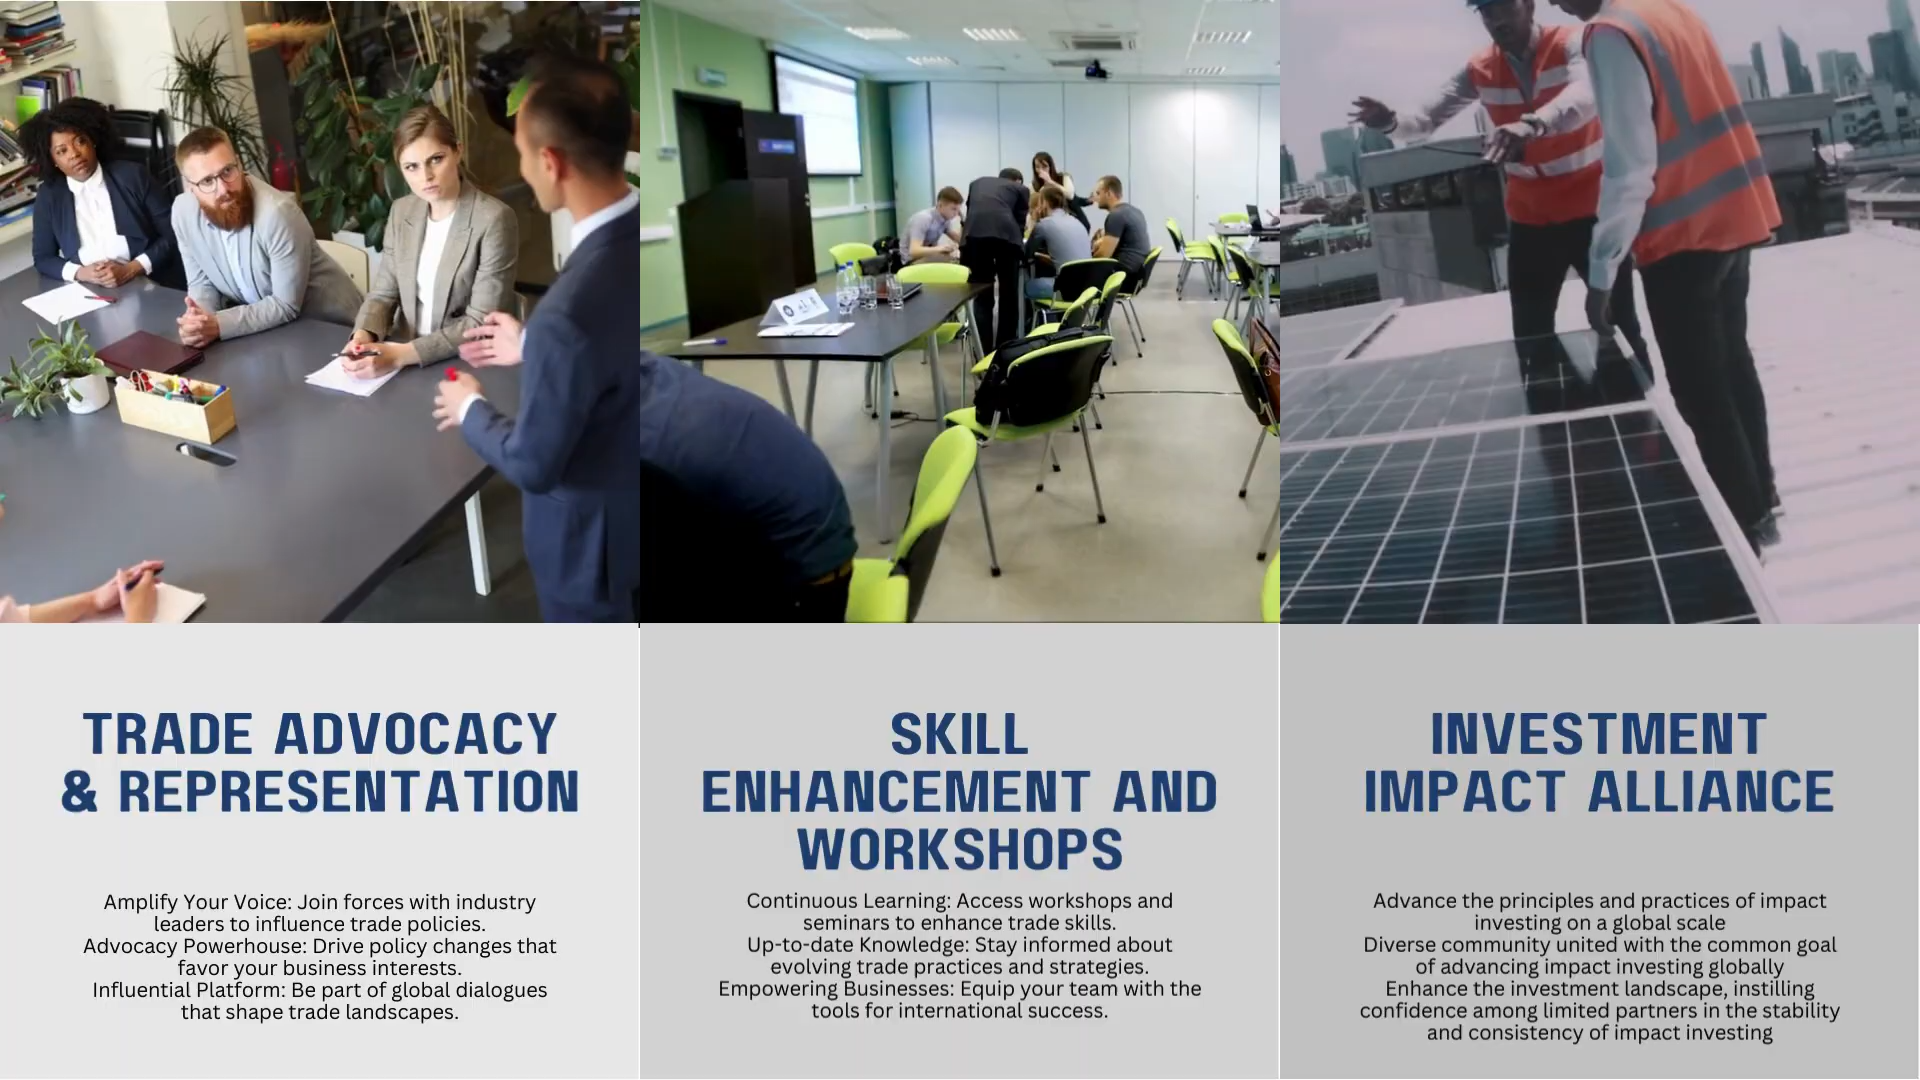 TRADE ADVOCACY
& REPRESENTATION
Amplify Your Voice: Join forces with industry
leaders to influence trade policies.
Advocacy Powerhouse: Drive policy changes that
favor your business interests.
Influential Platform: Be part of global dialogues
that shape trade landscapes.
SKILL
ENHANCEMENT AND
WORKSHOPS
Continuous Learning: Access workshops and
seminars to enhance trade skills.
Up-to-date Knowledge: Stay informed about
evolving trade practices and strategies.
Empowering Businesses: Equip your team with the
tools for international success.
INVESTMENT
IMPACT ALLIANCE
Advance the principles and practices of impact
investing on a global scale
Diverse community united with the common goal
of advancing impact investing globally
Enhance the investment landscape, instilling
confidence among limited partners in the stability
and consistency of impact investing